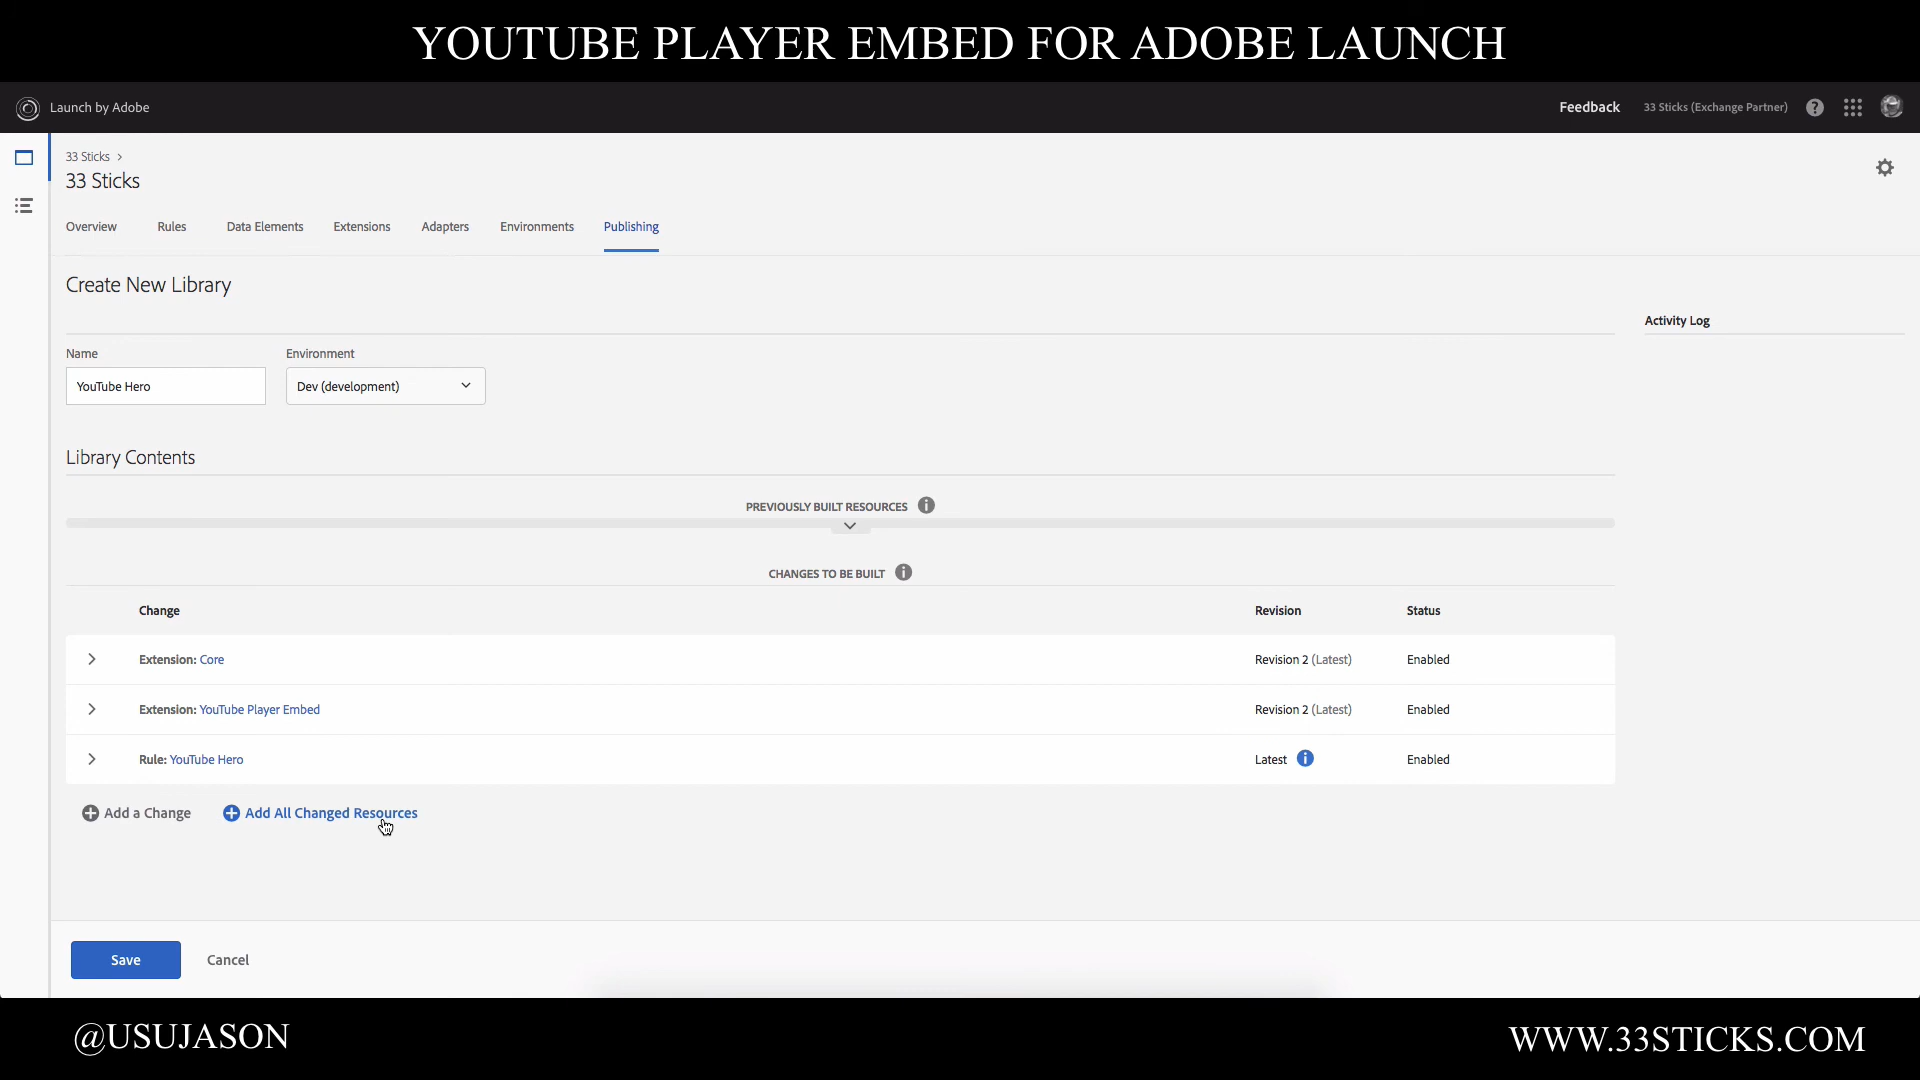 YOUTUBE PLAYER EMBED FOR ADOBE LAUNCH
Launch by Adobe
Feedback
33 Sticks (Exchange Partner)
33 Sticks
33 Sticks
Overview Rules Data Elements Extensions Adapters Environments Publishing
Create New Library
Activity Log
Name Environment
YouTube Hero Dev (development)
Library Contents
PREVIOUSLY BUILT RESOURCES
CHANGES TO BE BUILT
Change Revision Status
Extension: Core Revision 2 (Latest) Enabled
Extension: YouTube Player Embed Revision 2 (Latest) Enabled
Rule: YouTube Hero Latest Enabled
Add a Change Add All Changed Resources
Save Cancel
@USUJASON
WWW.33STICKS.COM